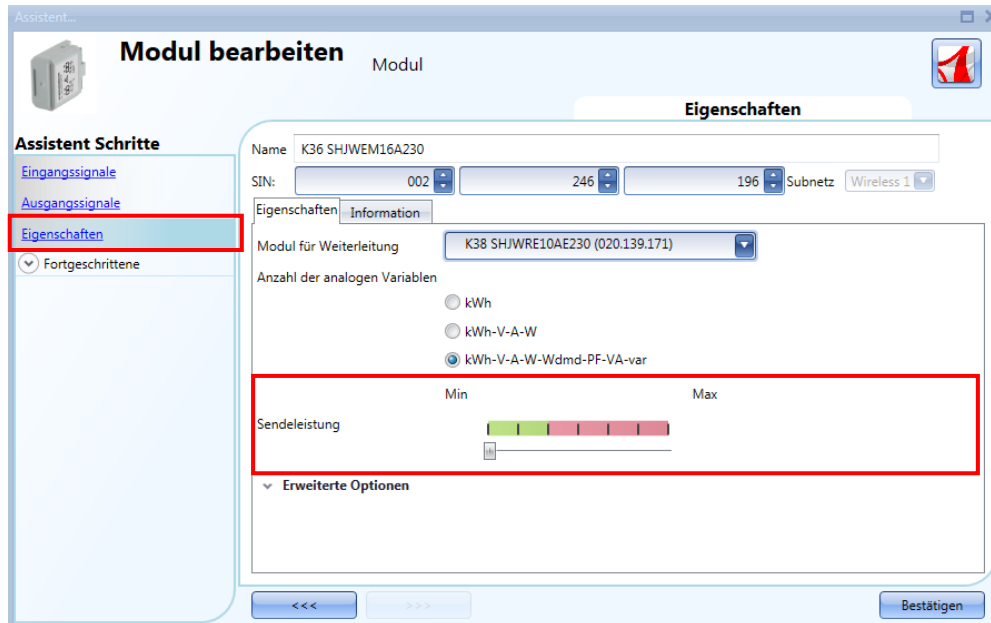 Assistent...
Modul bearbeiten Modul
Eigenschaften
Assistent Schritte
Eingangssignale
Ausgangssignale
Eigenschaften
Fortgeschrittene
Name K36 SHJWEM16A230
SIN: 002 246 196 Subnetz Wireless 1
Eigenschaften Information
Modul für Weiterleitung K38 SHJWRE10AE230 (020.139.171)
Anzahl der analogen Variablen
kWh
kWh-V-A-W
kWh-V-A-W-Wdmd-PF-VA-var
Min Max
Sendeleistung
Erweiterte Optionen
<<< >>> Bestätigen